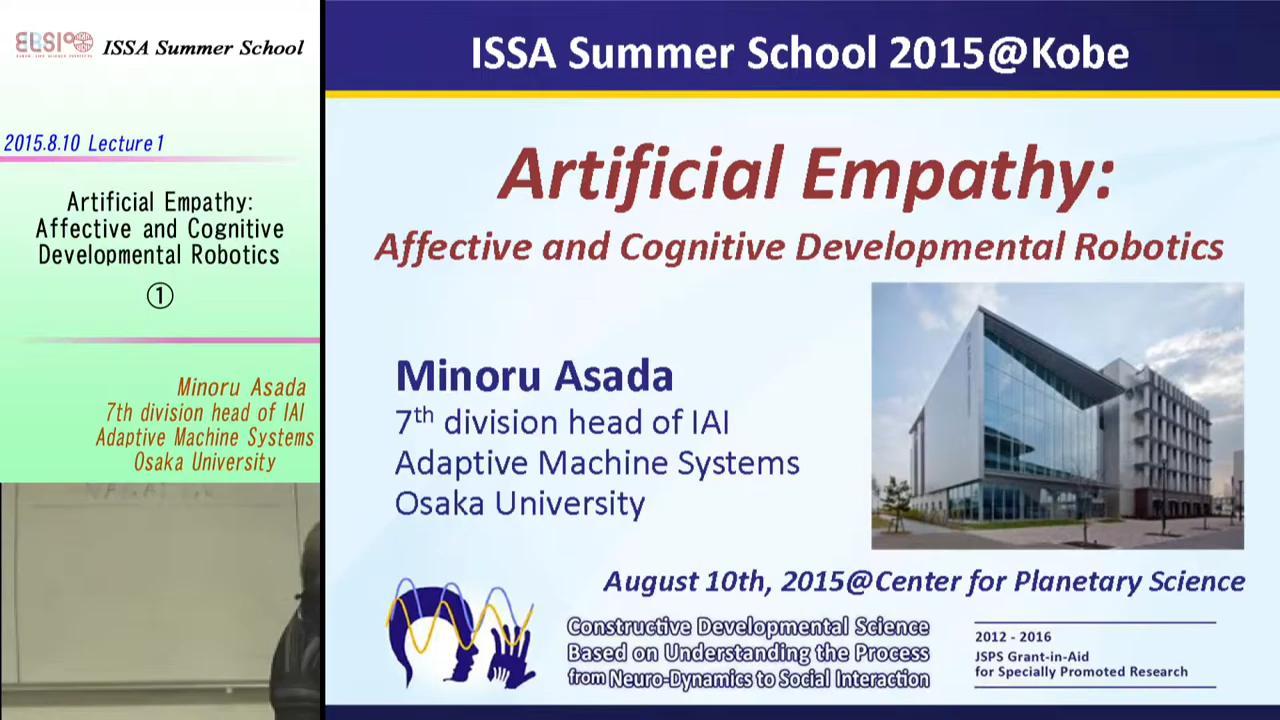 ELSI
ISSA Summer School
2015.8.10 Lecture1
Artificial Empathy:
Affective and Cognitive
Developmental Robotics
①
Minoru Asada
7th division head of IAI
Adaptive Machine Systems
Osaka University
ISSA Summer School 2015@Kobe
Artificial Empathy:
Affective and Cognitive Developmental Robotics
Minoru Asada
7th division head of IAI
Adaptive Machine Systems
Osaka University
August 10th, 2015@Center for Planetary Science
Constructive Developmental Science
Based on Understanding the Process
from Neuro-Dynamics to Social Interaction
2012 - 2016
JSPS Grant-in-Aid
for Specially Promoted Research